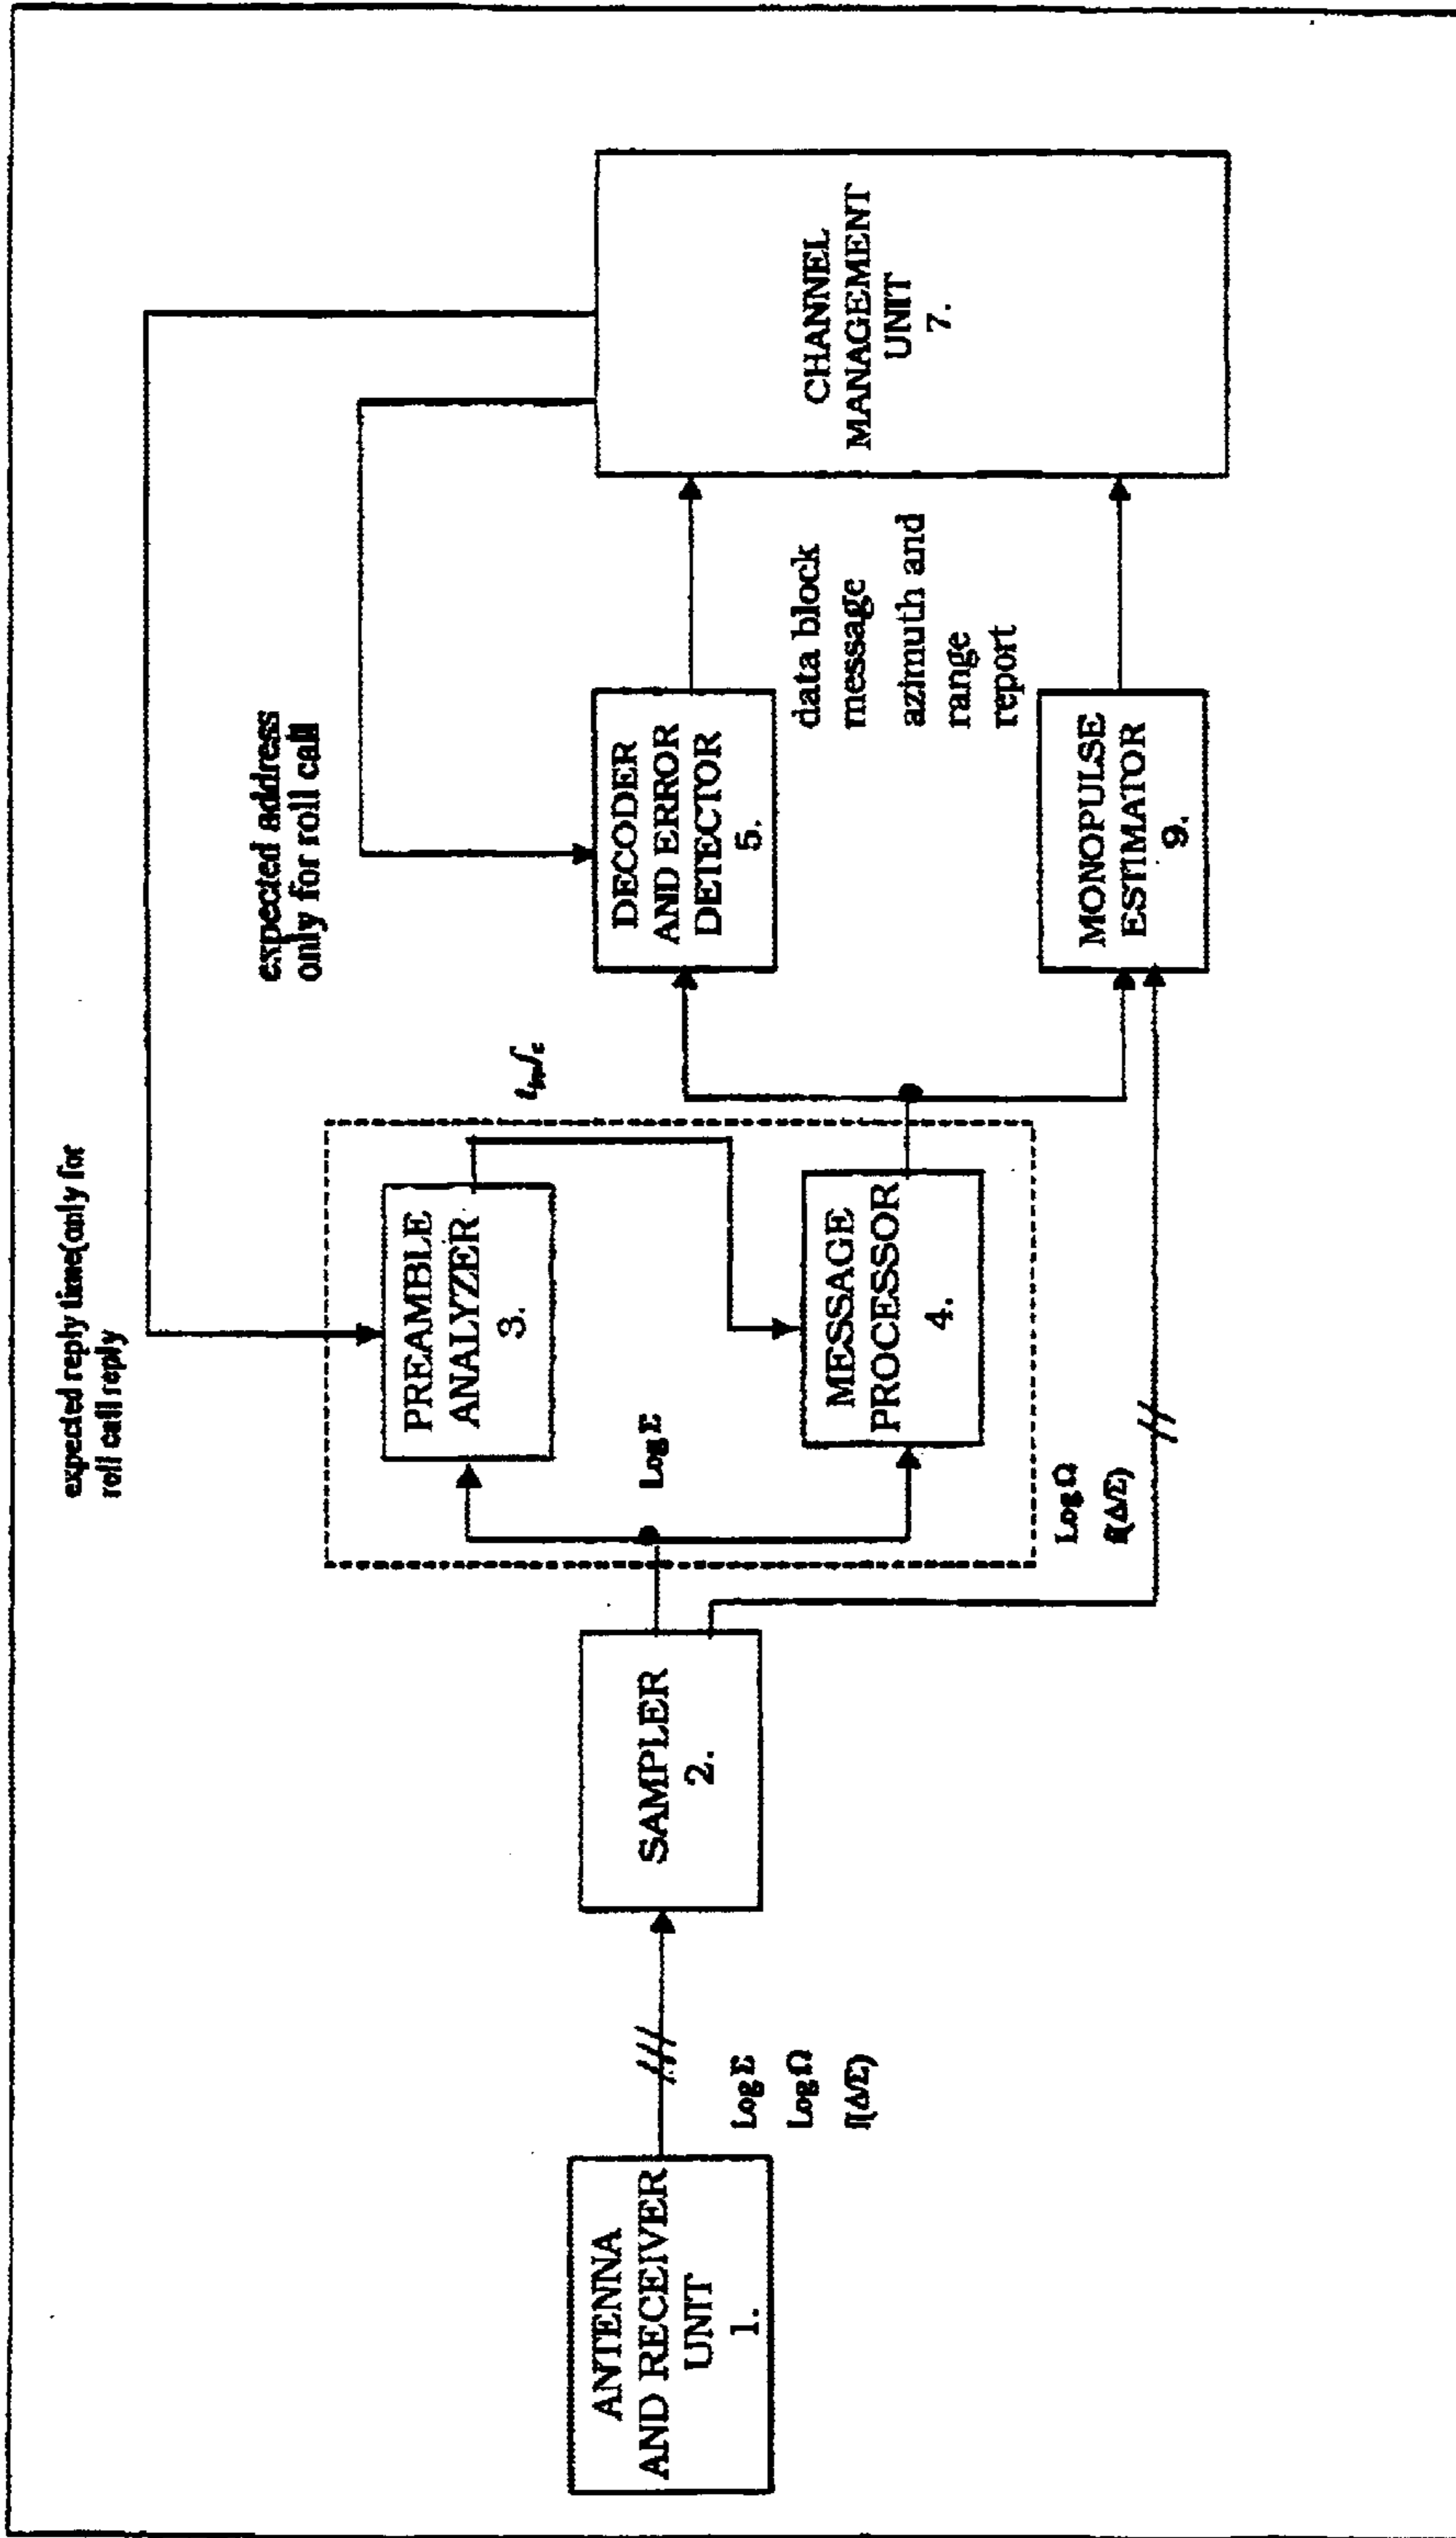 expected reply time(only for
roll call reply
expected address
only for roll call
PREAMBLE
ANALYZER
3.
Log Σ
MESSAGE
PROCESSOR
4.
ANTENNA
AND RECEIVER
UNIT
1.
Log Σ
Log Ω
f(Δ/Σ)
SAMPLER
2.
Log Ω
f(Δ/Σ)
DECODER
AND ERROR
DETECTOR
5.
data block
message
azimuth and
range
report
MONOPULSE
ESTIMATOR
9.
CHANNEL
MANAGEMENT
UNIT
7.